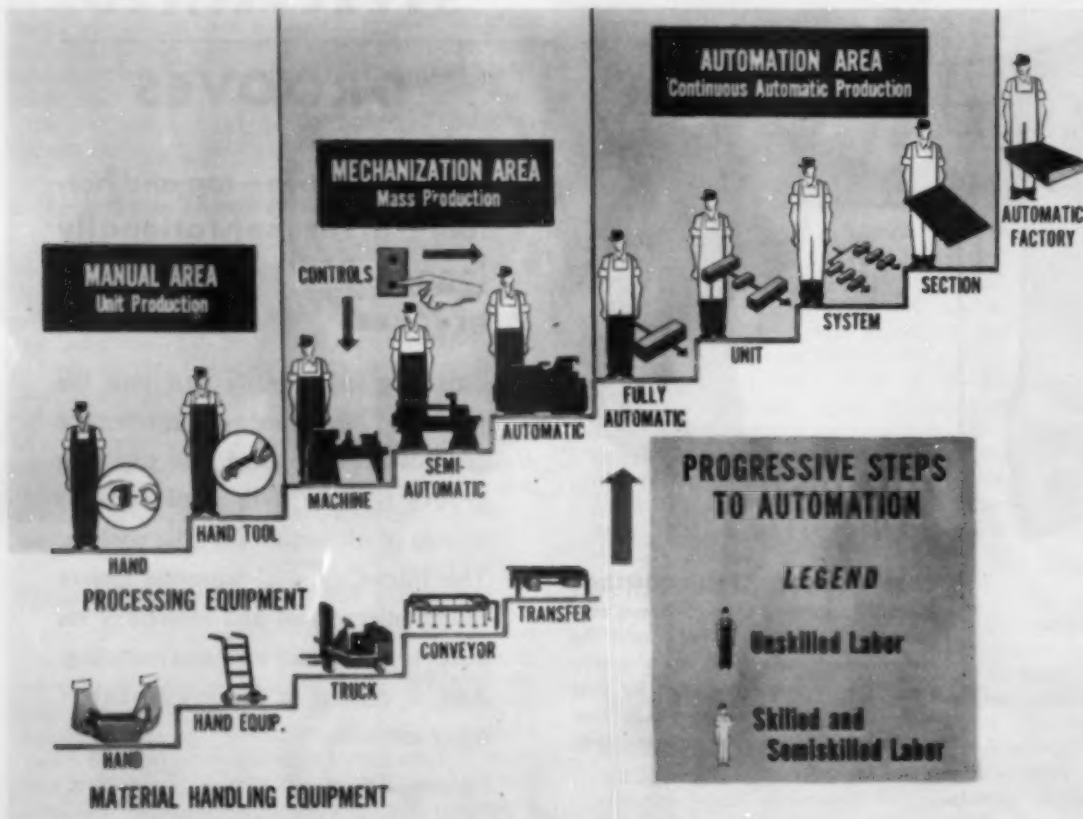 AUTOMATION AREA
Continuous Automatic Production
MECHANIZATION AREA
Mass Production
MANUAL AREA
Unit Production
CONTROLS
HAND
HAND TOOL
MACHINE
SEMI-
AUTOMATIC
AUTOMATIC
FULLY
AUTOMATIC
UNIT
SYSTEM
SECTION
AUTOMATIC
FACTORY
PROCESSING EQUIPMENT
HAND
HAND EQUIP.
TRUCK
CONVEYOR
TRANSFER
MATERIAL HANDLING EQUIPMENT
PROGRESSIVE STEPS
TO AUTOMATION
LEGEND
Unskilled Labor
Skilled and
Semiskilled Labor